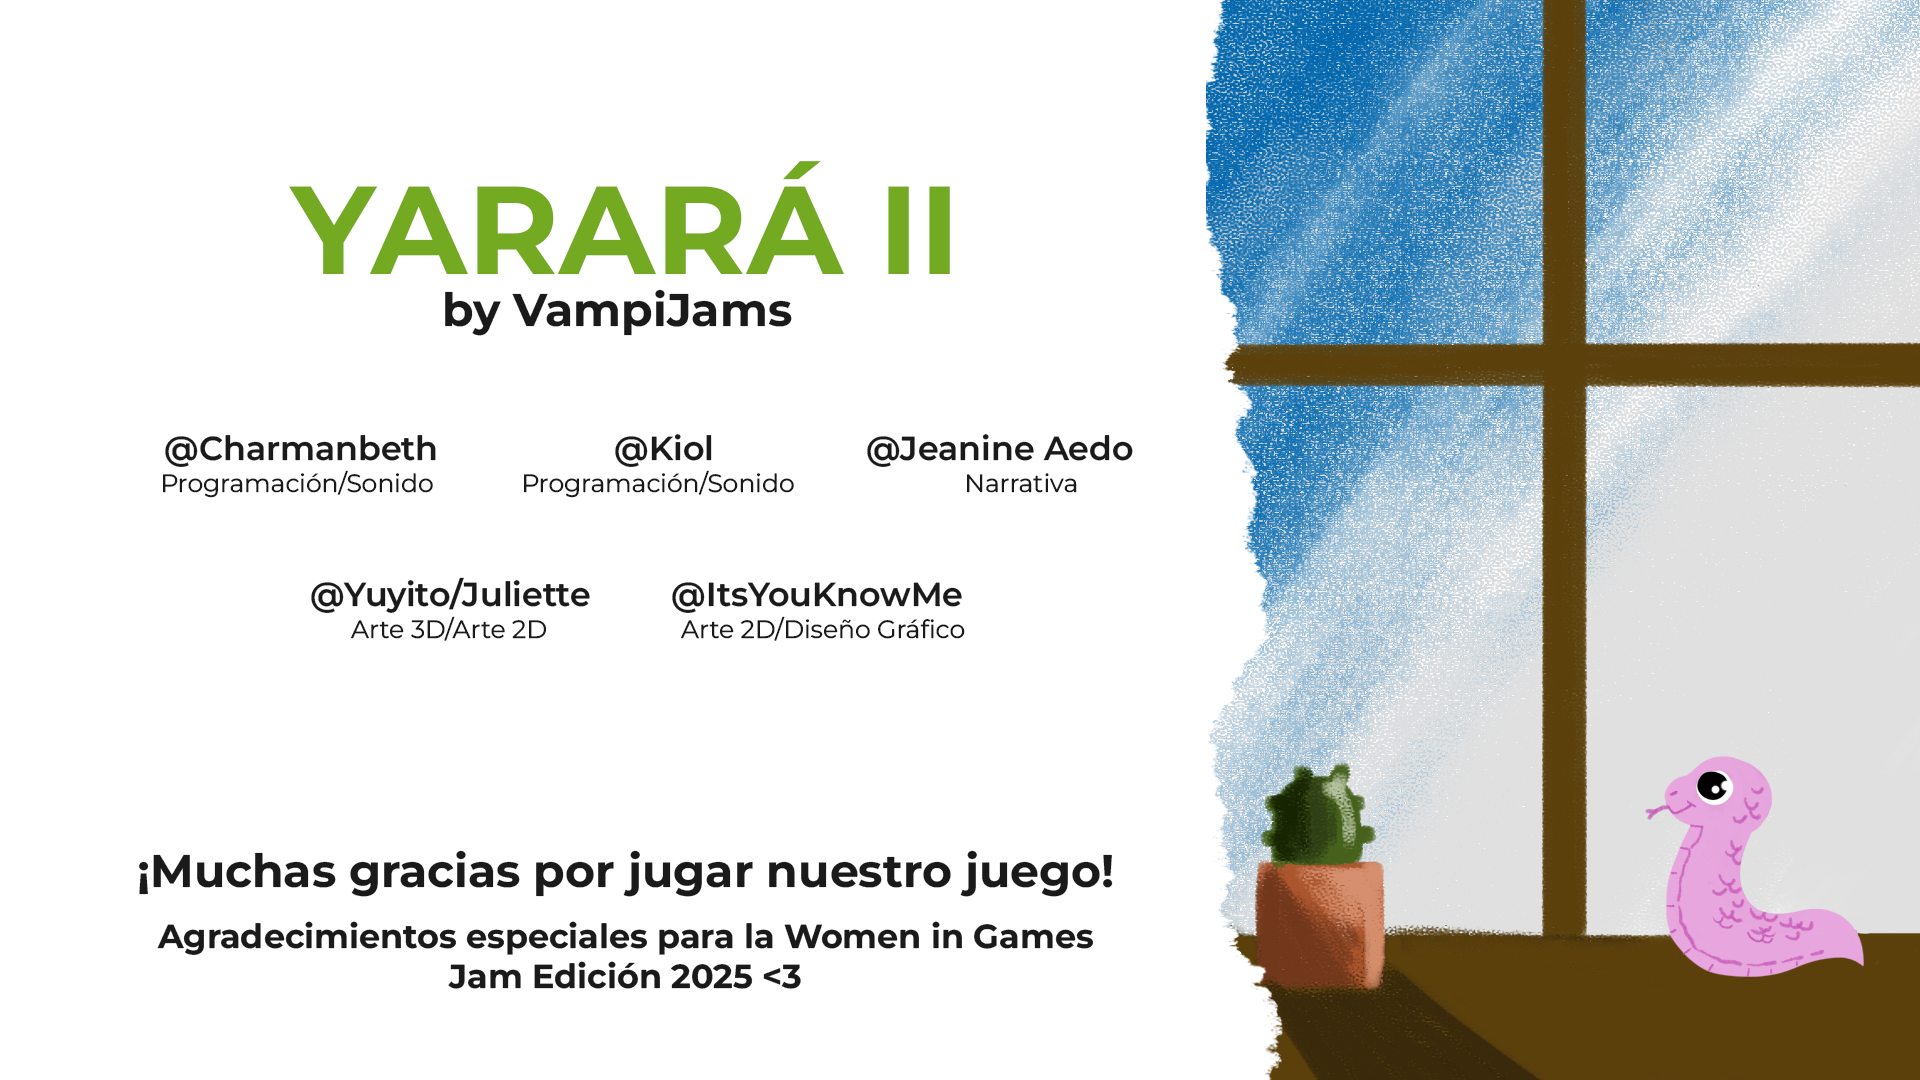 YARARÁ II
by VampiJams
@Charmanbeth
Programación/Sonido
@Kiol
Programación/Sonido
@Jeanine Aedo
Narrativa
@Yuyito/Juliette
Arte 3D/Arte 2D
@ItsYouKnowMe
Arte 2D/Diseño Gráfico
¡Muchas gracias por jugar nuestro juego!
Agradecimientos especiales para la Women in Games
Jam Edición 2025 <3